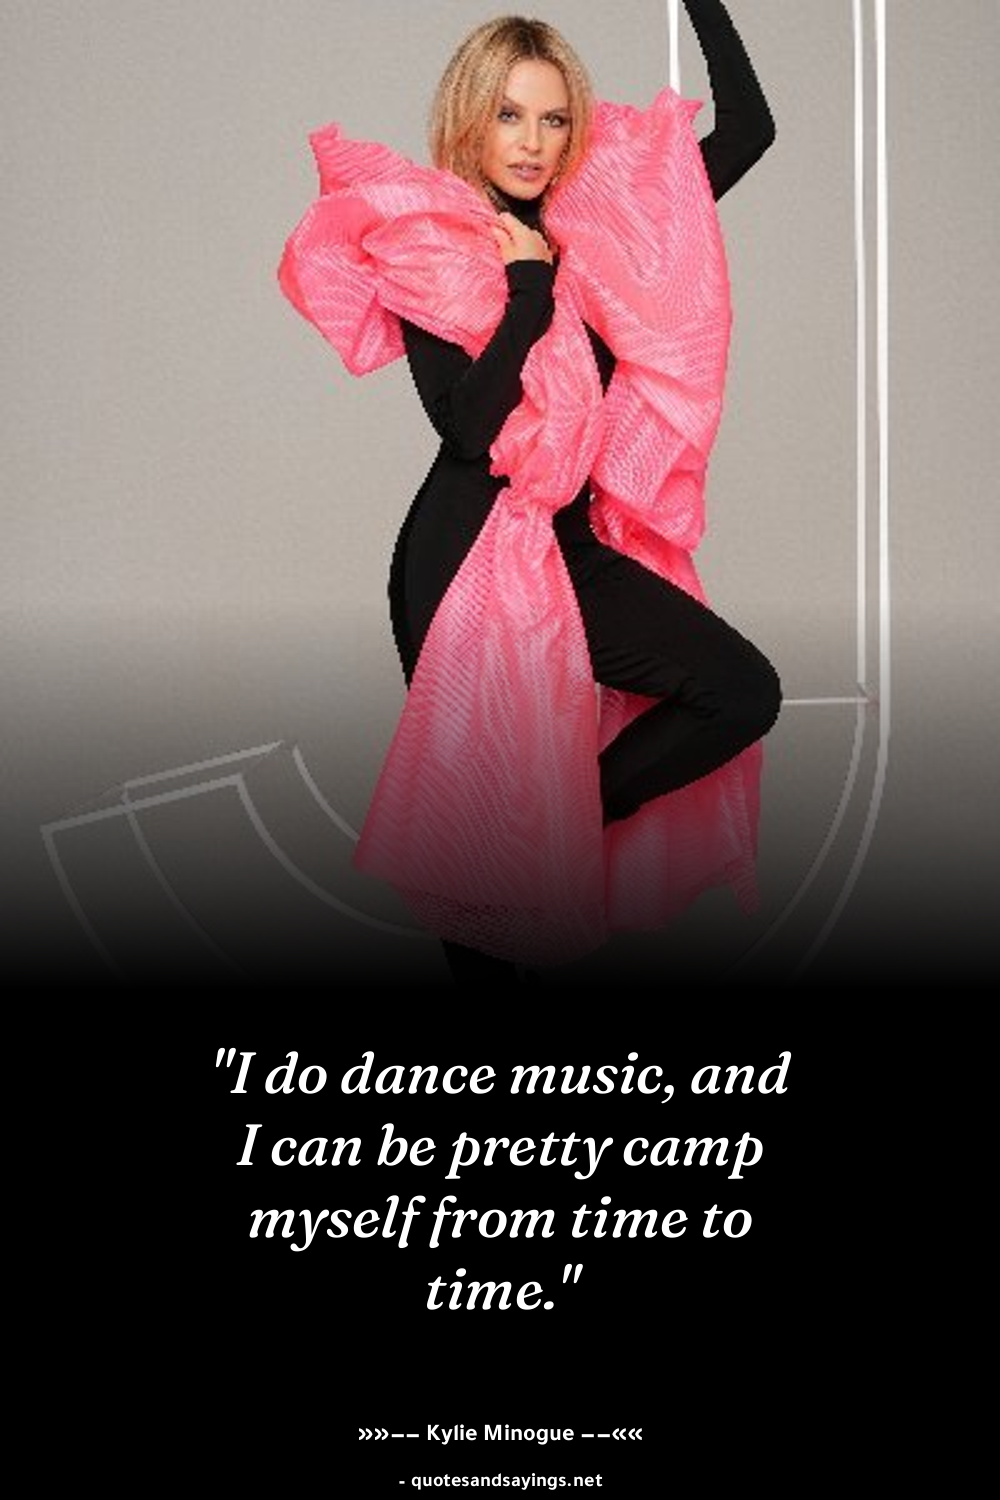 "I do dance music, and
I can be pretty camp
myself from time to
time."
»»−− Kylie Minogue −−««
- quotesandsayings.net